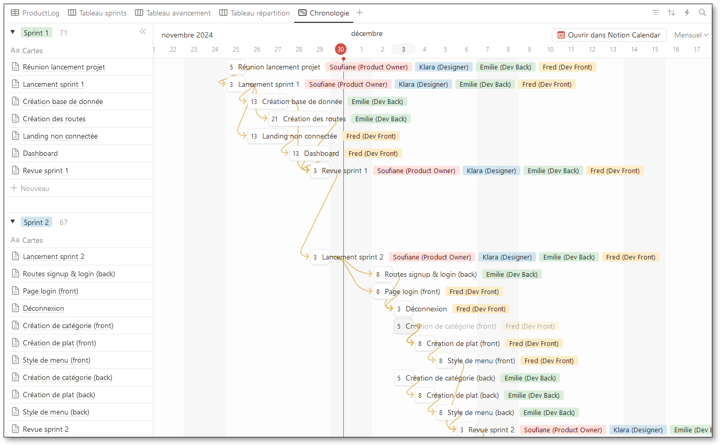 ProductLog Tableau sprints Tableau avancement Tableau répartition Chronologie
Sprint 1 71
novembre 2024 décembre Ouvrir dans Notion Calendar Mensuel
Aa Cartes 22 23 24 25 26 27 28 29 30 1 2 3 4 5 6 7 8 9 10 11 12 13 14 15 16 17
Réunion lancement projet 5 Réunion lancement projet Soufiane (Product Owner) Klara (Designer) Emilie (Dev Back) Fred (Dev Front)
Lancement sprint 1 3 Lancement sprint 1 Soufiane (Product Owner) Klara (Designer) Emilie (Dev Back) Fred (Dev Front)
Création base de donnée 13 Création base de donnée Emilie (Dev Back)
Création des routes 21 Création des routes Emilie (Dev Back)
Landing non connectée 13 Landing non connectée Fred (Dev Front)
Dashboard 13 Dashboard Fred (Dev Front)
Revue sprint 1 3 Revue sprint 1 Soufiane (Product Owner) Klara (Designer) Emilie (Dev Back) Fred (Dev Front)
Nouveau
Sprint 2 67
Aa Cartes
Lancement sprint 2 3 Lancement sprint 2 Soufiane (Product Owner) Klara (Designer) Emilie (Dev Back) Fred (Dev Front)
Routes signup & login (back) 8 Routes signup & login (back) Emilie (Dev Back)
Page login (front) 8 Page login (front) Fred (Dev Front)
Déconnexion 3 Déconnexion Fred (Dev Front)
Création de catégorie (front) 5 Création de catégorie (front) Fred (Dev Front)
Création de plat (front) 8 Création de plat (front) Fred (Dev Front)
Style de menu (front) 8 Style de menu (front) Fred (Dev Front)
Création de catégorie (back) 5 Création de catégorie (back) Emilie (Dev Back)
Création de plat (back) 8 Création de plat (back) Emilie (Dev Back)
Style de menu (back) 8 Style de menu (back) Emilie (Dev Back)
Revue sprint 2 3 Revue sprint 2 Soufiane (Product Owner) Klara (Designer) Emilie (Dev B